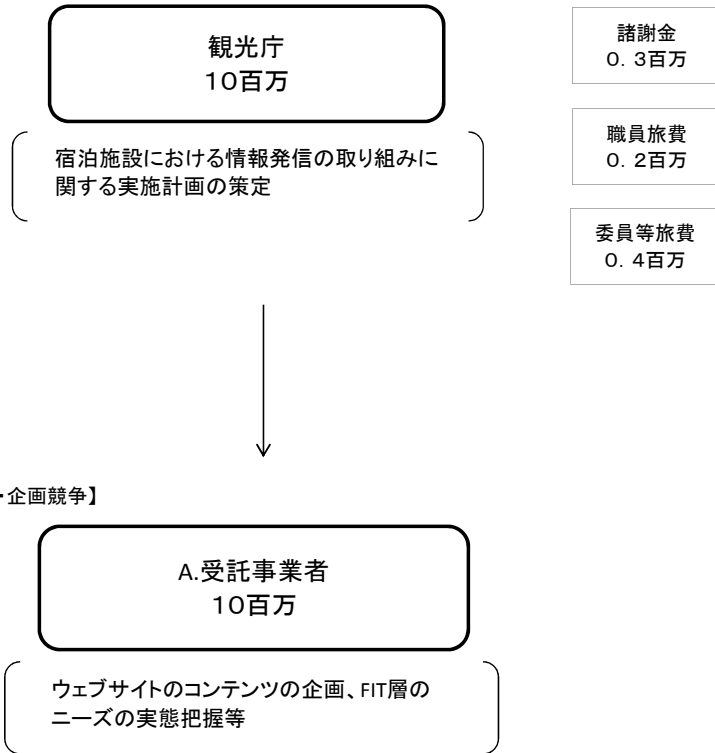 観光庁
10百万
諸謝金
0.3百万
職員旅費
0.2百万
委員等旅費
0.4百万
宿泊施設における情報発信の取り組みに
関する実施計画の策定
・企画競争】
A.受託事業者
10百万
ウェブサイトのコンテンツの企画、FIT層の
ニーズの実態把握等